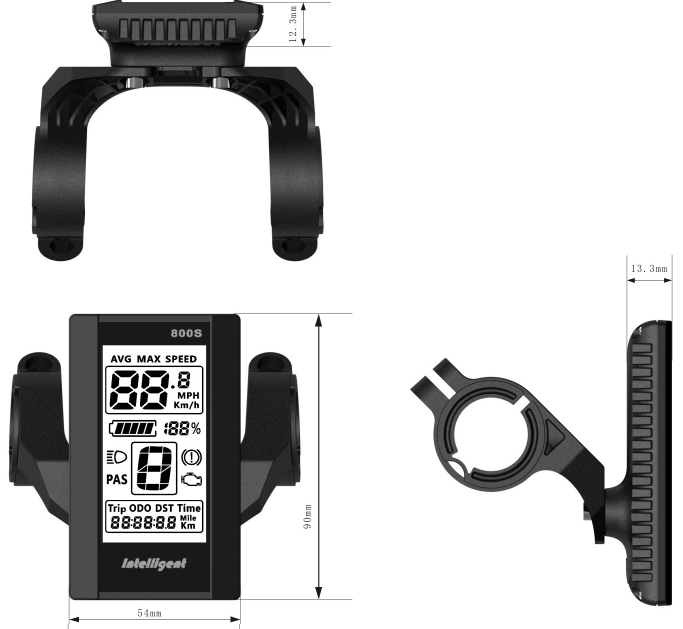 12.3mm
13.3mm
800S
AVG MAX SPEED
88.8
MPH
Km/h
188%
PAS
8
Trip ODO DST Time
88:88:8.8 Mile
Km
Intelligent
90mm
54mm